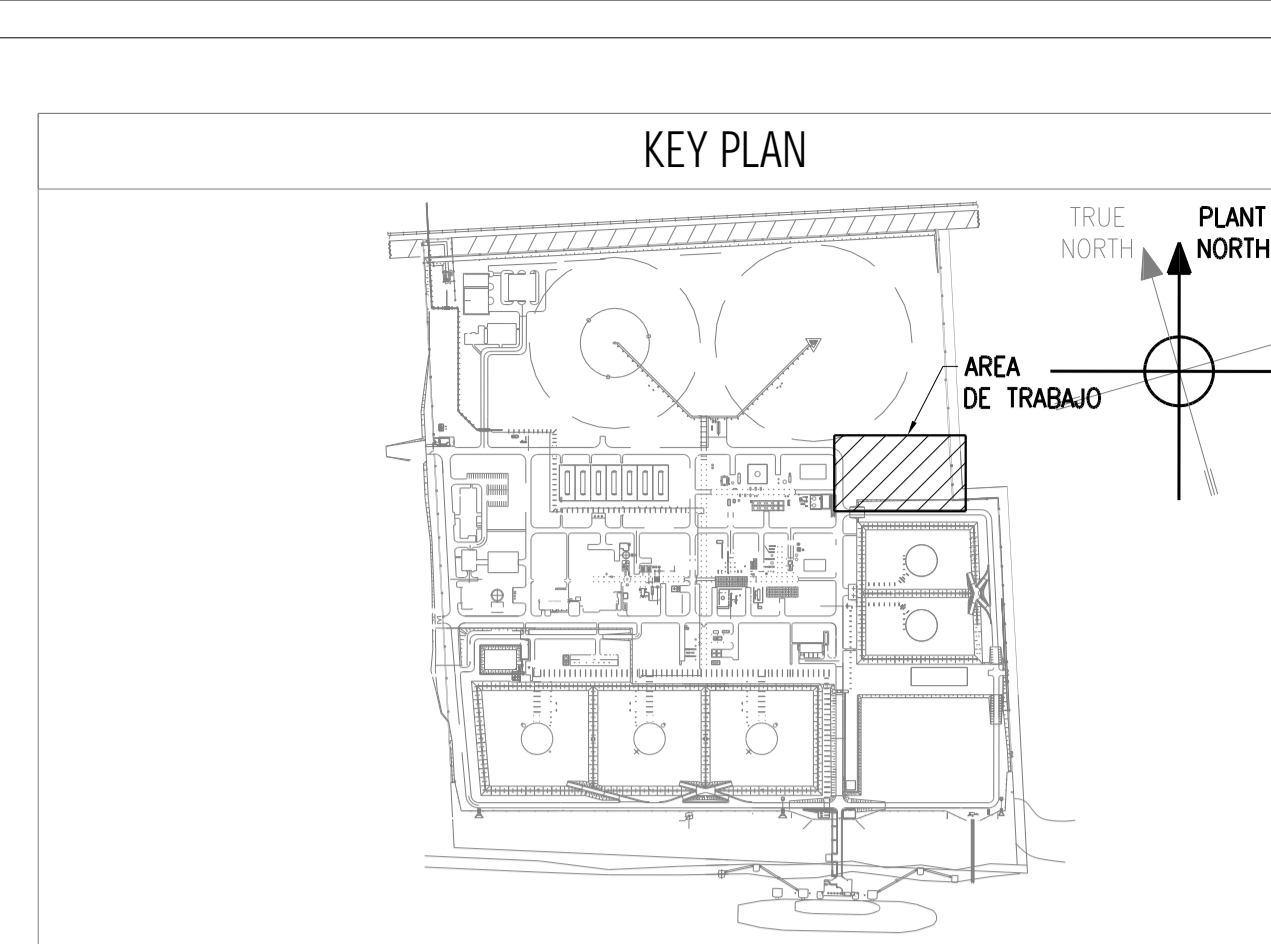 KEY PLAN
TRUE
NORTH
PLANT
NORTH
AREA
DE TRABAJO